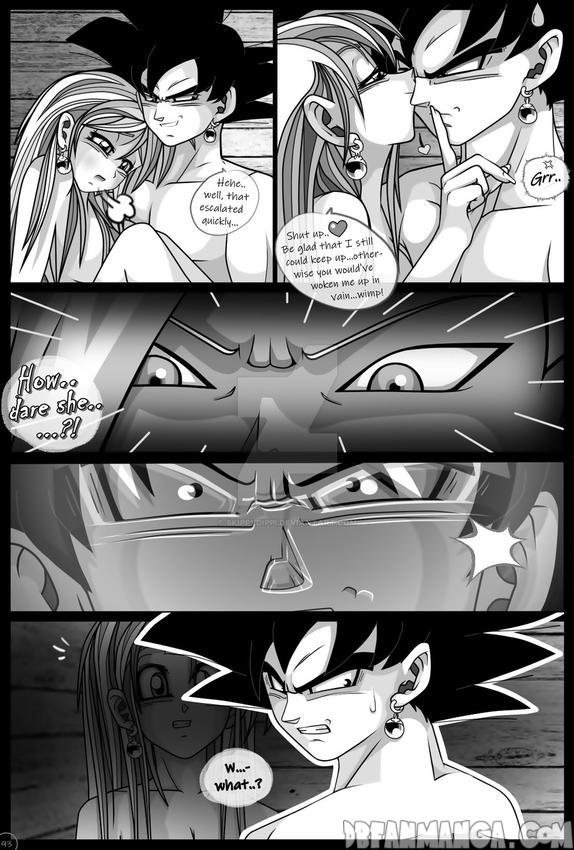 Hehe..
well, that
escalated
quickly...
Shut up..
Be glad that I still
could keep up...other-
wise you would've
woken me up in
vain...wimp!
Grr..
How..
dare she..
...?!
W...-
what..?
93
DBFANMANGA.COM